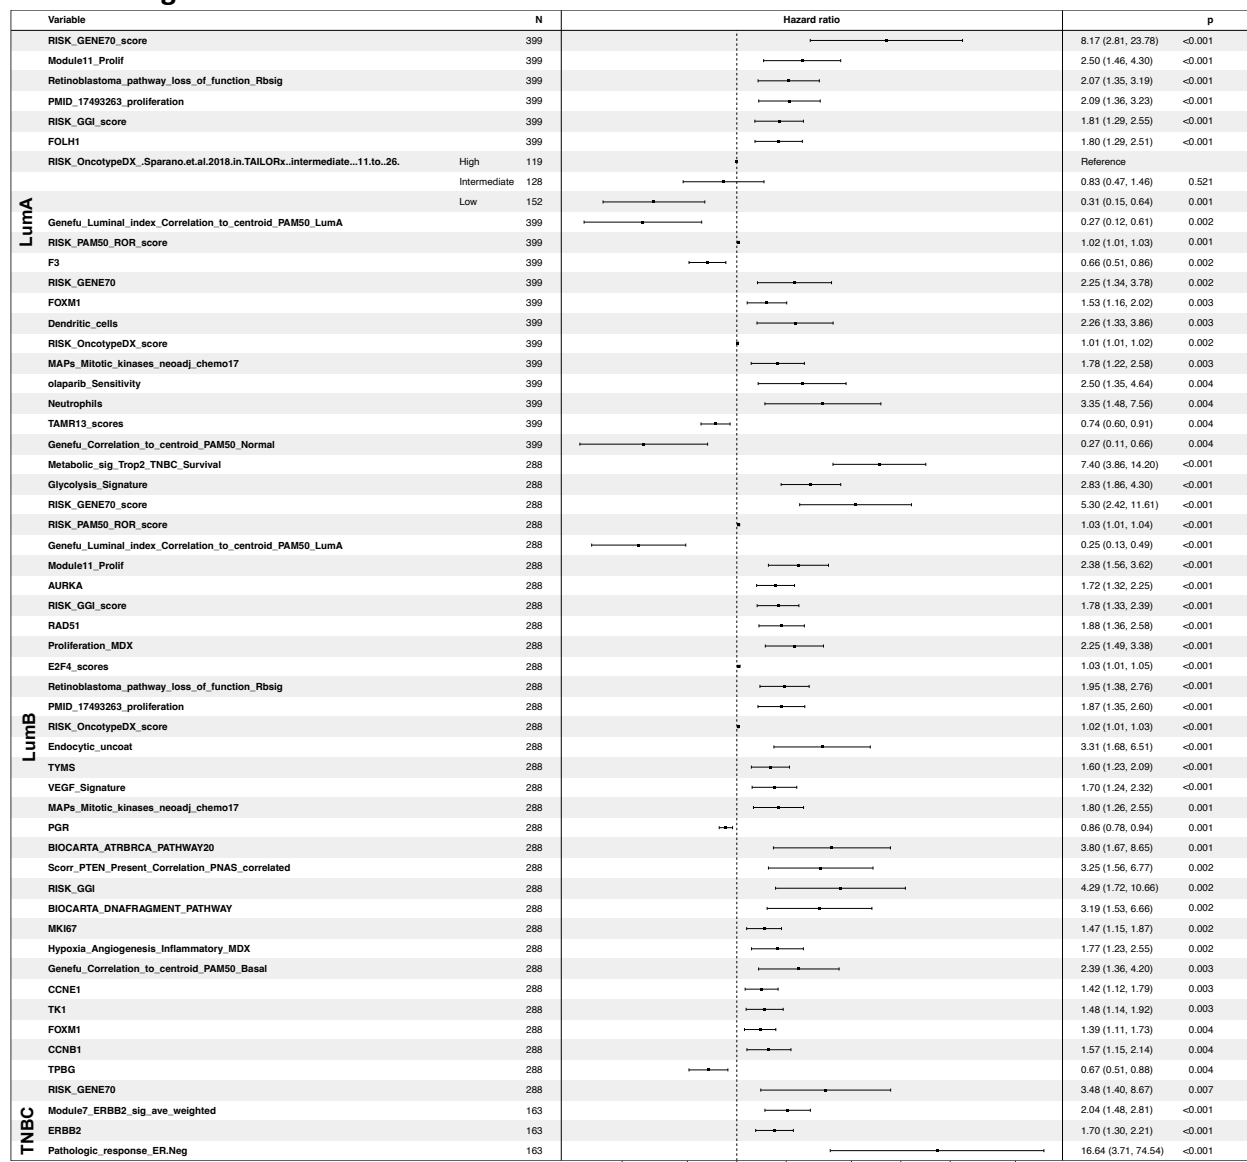 Variable N Hazard ratio p
RISK_GENE70_score 399 8.17 (2.81, 23.78) <0.001
Module11_Prolif 399 2.50 (1.46, 4.30) <0.001
Retinoblastoma_pathway_loss_of_function_Rbsig 399 2.07 (1.35, 3.19) <0.001
PMID_17493263_proliferation 399 2.09 (1.36, 3.23) <0.001
RISK_GGI_score 399 1.81 (1.29, 2.55) <0.001
FOLH1 399 1.80 (1.29, 2.51) <0.001
RISK_OncotypeDX_.Sparano.et.al.2018.in.TAILORx..intermediate...11.to..26. High 119 Reference
Intermediate 128 0.83 (0.47, 1.46) 0.521
Low 152 0.31 (0.15, 0.64) 0.001
LumA
Genefu_Luminal_index_Correlation_to_centroid_PAM50_LumA 399 0.27 (0.12, 0.61) 0.002
RISK_PAM50_ROR_score 399 1.02 (1.01, 1.03) 0.001
F3 399 0.66 (0.51, 0.86) 0.002
RISK_GENE70 399 2.25 (1.34, 3.78) 0.002
FOXM1 399 1.53 (1.16, 2.02) 0.003
Dendritic_cells 399 2.26 (1.33, 3.86) 0.003
RISK_OncotypeDX_score 399 1.01 (1.01, 1.02) 0.002
MAPs_Mitotic_kinases_neoadj_chemo17 399 1.78 (1.22, 2.58) 0.003
olaparib_Sensitivity 399 2.50 (1.35, 4.64) 0.004
Neutrophils 399 3.35 (1.48, 7.56) 0.004
TAMR13_scores 399 0.74 (0.60, 0.91) 0.004
Genefu_Correlation_to_centroid_PAM50_Normal 399 0.27 (0.11, 0.66) 0.004
Metabolic_sig_Trop2_TNBC_Survival 288 7.40 (3.86, 14.20) <0.001
Glycolysis_Signature 288 2.83 (1.86, 4.30) <0.001
RISK_GENE70_score 288 5.30 (2.42, 11.61) <0.001
RISK_PAM50_ROR_score 288 1.03 (1.01, 1.04) <0.001
Genefu_Luminal_index_Correlation_to_centroid_PAM50_LumA 288 0.25 (0.13, 0.49) <0.001
Module11_Prolif 288 2.38 (1.56, 3.62) <0.001
AURKA 288 1.72 (1.32, 2.25) <0.001
RISK_GGI_score 288 1.78 (1.33, 2.39) <0.001
RAD51 288 1.88 (1.36, 2.58) <0.001
Proliferation_MDX 288 2.25 (1.49, 3.38) <0.001
E2F4_scores 288 1.03 (1.01, 1.05) <0.001
Retinoblastoma_pathway_loss_of_function_Rbsig 288 1.95 (1.38, 2.76) <0.001
PMID_17493263_proliferation 288 1.87 (1.35, 2.60) <0.001
RISK_OncotypeDX_score 288 1.02 (1.01, 1.03) <0.001
LumB
Endocytic_uncoat 288 3.31 (1.68, 6.51) <0.001
TYMS 288 1.60 (1.23, 2.09) <0.001
VEGF_Signature 288 1.70 (1.24, 2.32) <0.001
MAPs_Mitotic_kinases_neoadj_chemo17 288 1.80 (1.26, 2.55) 0.001
PGR 288 0.86 (0.78, 0.94) 0.001
BIOCARTA_ATRBRCA_PATHWAY20 288 3.80 (1.67, 8.65) 0.001
Scorr_PTEN_Present_Correlation_PNAS_correlated 288 3.25 (1.56, 6.77) 0.002
RISK_GGI 288 4.29 (1.72, 10.66) 0.002
BIOCARTA_DNAFRAGMENT_PATHWAY 288 3.19 (1.53, 6.66) 0.002
MKI67 288 1.47 (1.15, 1.87) 0.002
Hypoxia_Angiogenesis_Inflammatory_MDX 288 1.77 (1.23, 2.55) 0.002
Genefu_Correlation_to_centroid_PAM50_Basal 288 2.39 (1.36, 4.20) 0.003
CCNE1 288 1.42 (1.12, 1.79) 0.003
TK1 288 1.48 (1.14, 1.92) 0.003
FOXM1 288 1.39 (1.11, 1.73) 0.004
CCNB1 288 1.57 (1.15, 2.14) 0.004
TPBG 288 0.67 (0.51, 0.88) 0.004
RISK_GENE70 288 3.48 (1.40, 8.67) 0.007
TNBC
Module7_ERBB2_sig_ave_weighted 163 2.04 (1.48, 2.81) <0.001
ERBB2 163 1.70 (1.30, 2.21) <0.001
Pathologic_response_ER.Neg 163 16.64 (3.71, 74.54) <0.001